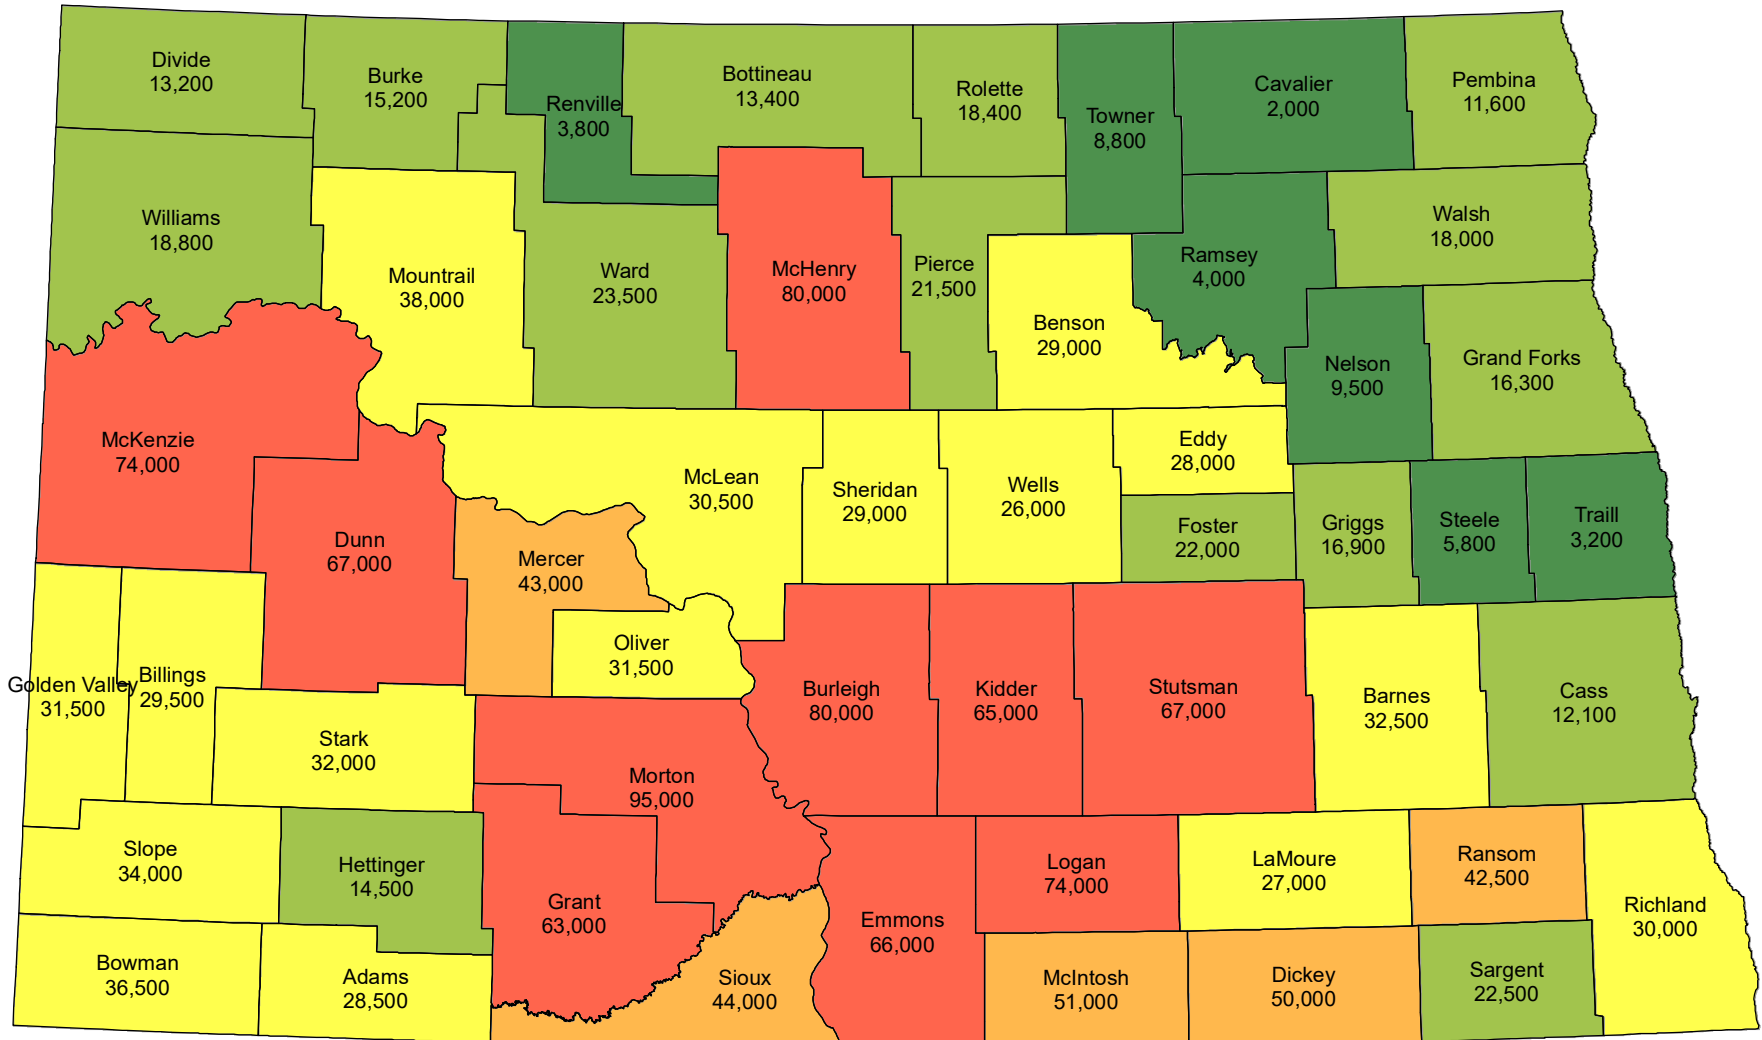 Divide
13,200
Burke
15,200
Renville
3,800
Bottineau
13,400
Rolette
18,400
Towner
8,800
Cavalier
2,000
Pembina
11,600
Williams
18,800
Mountrail
38,000
Ward
23,500
McHenry
80,000
Pierce
21,500
Benson
29,000
Ramsey
4,000
Walsh
18,000
Nelson
9,500
Grand Forks
16,300
McKenzie
74,000
Dunn
67,000
Mercer
43,000
McLean
30,500
Sheridan
29,000
Wells
26,000
Eddy
28,000
Foster
22,000
Griggs
16,900
Steele
5,800
Traill
3,200
Golden Valley
31,500
Billings
29,500
Stark
32,000
Oliver
31,500
Morton
95,000
Burleigh
80,000
Kidder
65,000
Stutsman
67,000
Barnes
32,500
Cass
12,100
Slope
34,000
Hettinger
14,500
Grant
63,000
Emmons
66,000
Logan
74,000
LaMoure
27,000
Ransom
42,500
Richland
30,000
Bowman
36,500
Adams
28,500
Sioux
44,000
McIntosh
51,000
Dickey
50,000
Sargent
22,500